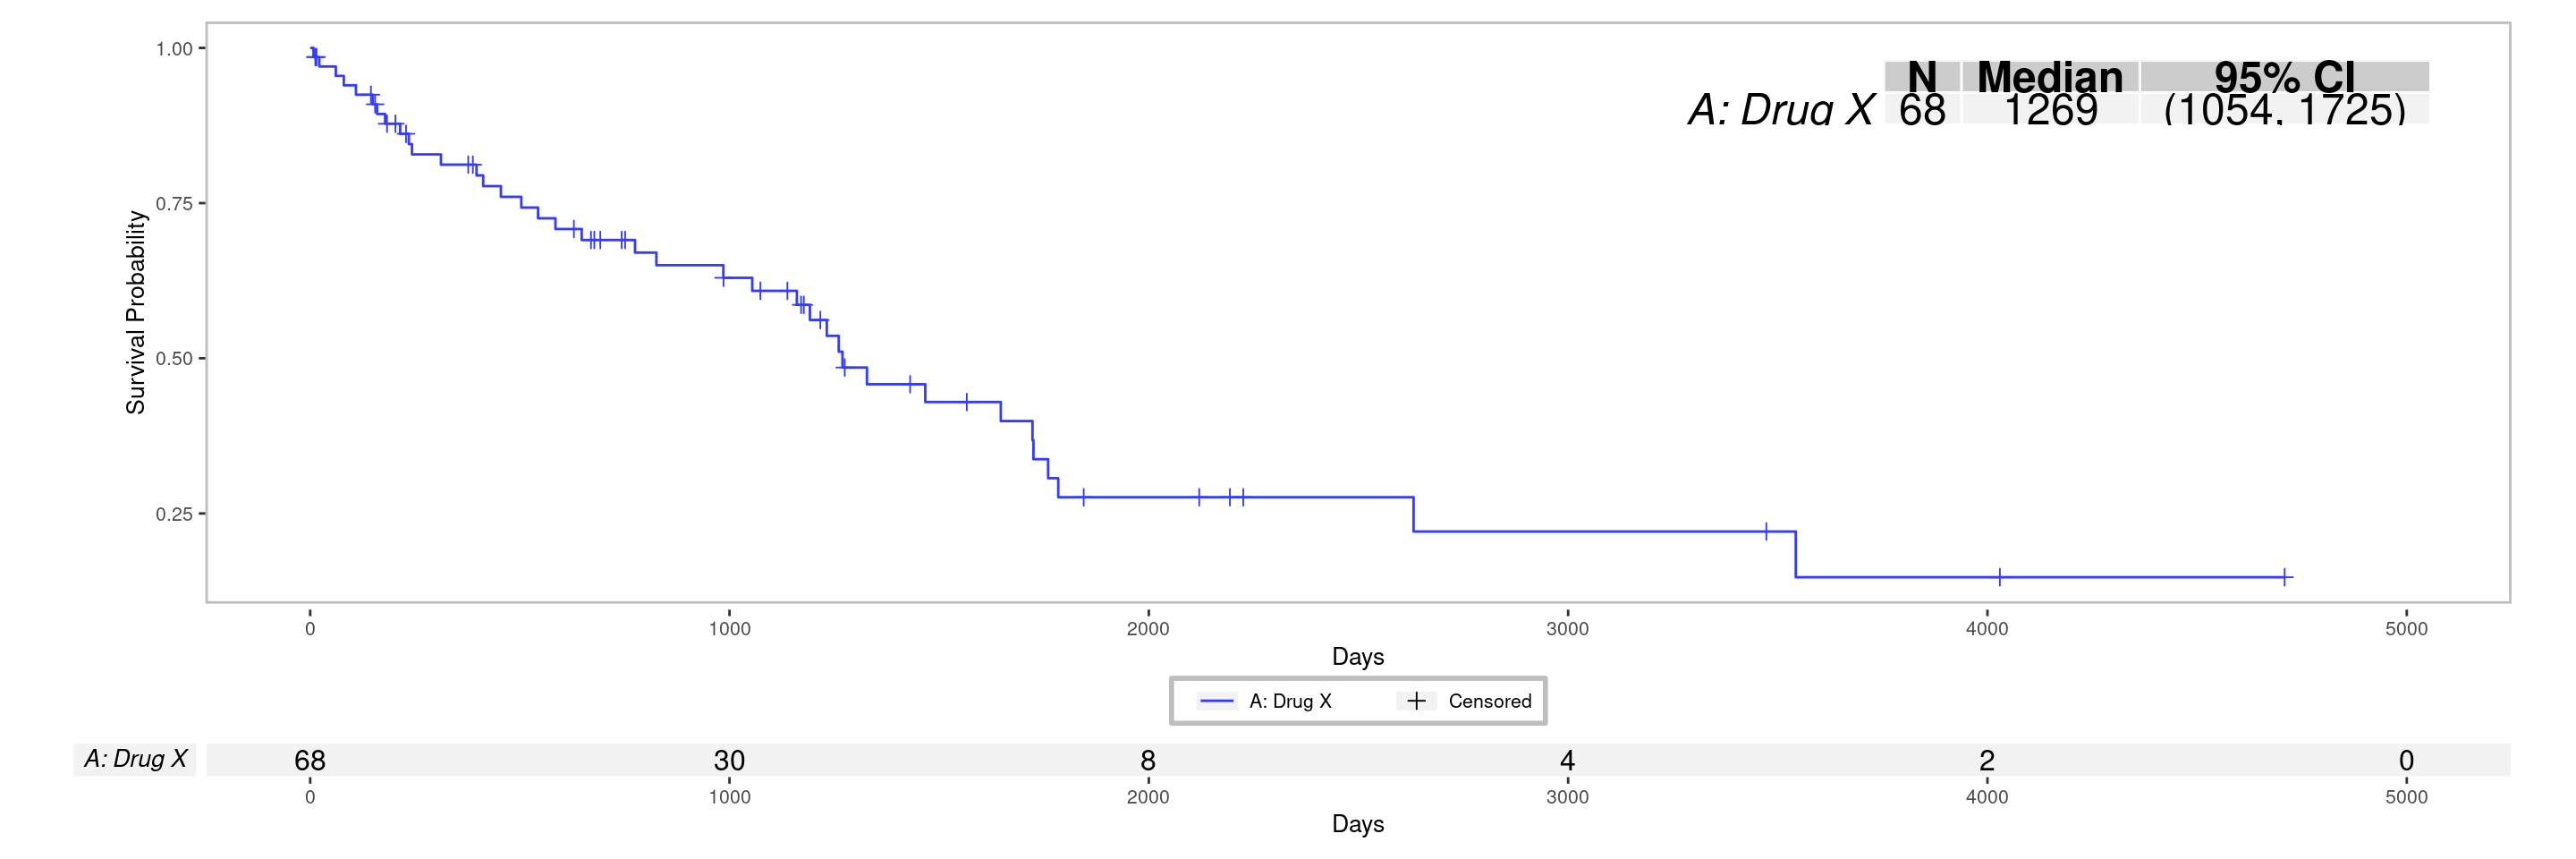 N Median 95% CI
A: Drug X 68 1269 (1054, 1725)
1.00
0.75
0.50
0.25
Survival Probability
0 1000 2000 3000 4000 5000
Days
A: Drug X Censored
A: Drug X 68 30 8 4 2 0
0 1000 2000 3000 4000 5000
Days